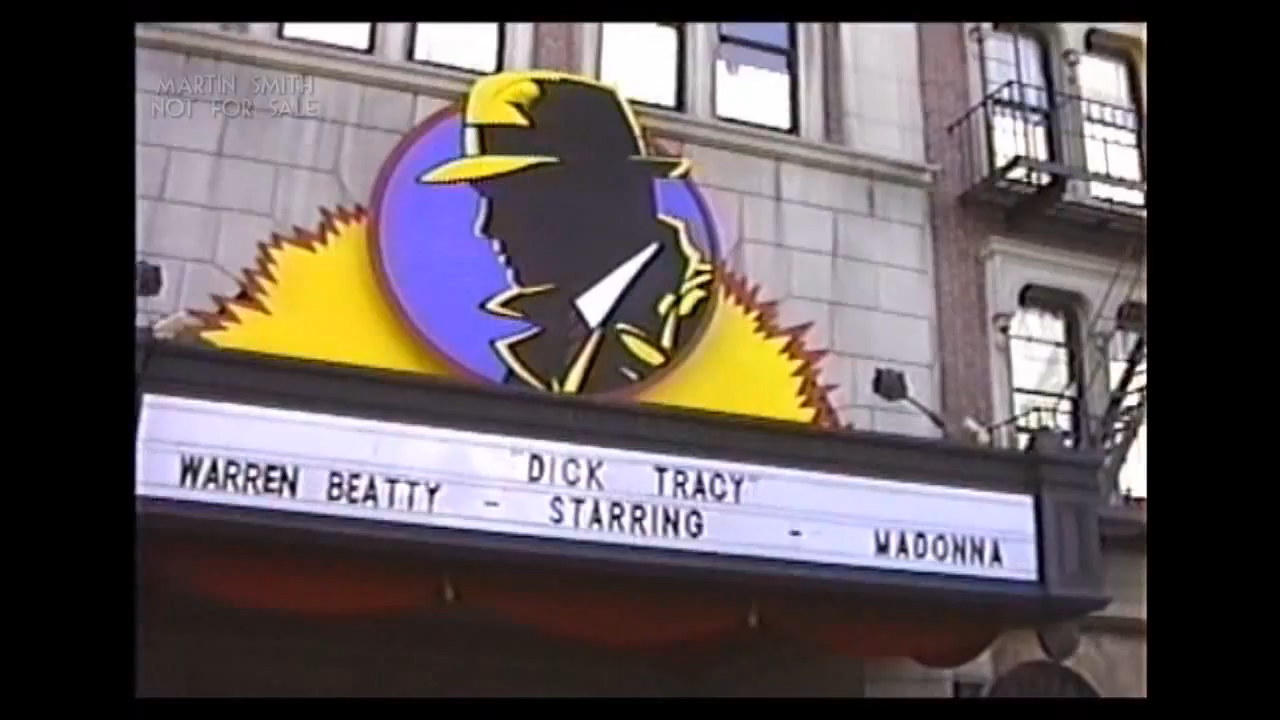 MARTIN SMITH
NOT FOR SALE
"DICK TRACY"
WARREN BEATTY - STARRING - MADONNA